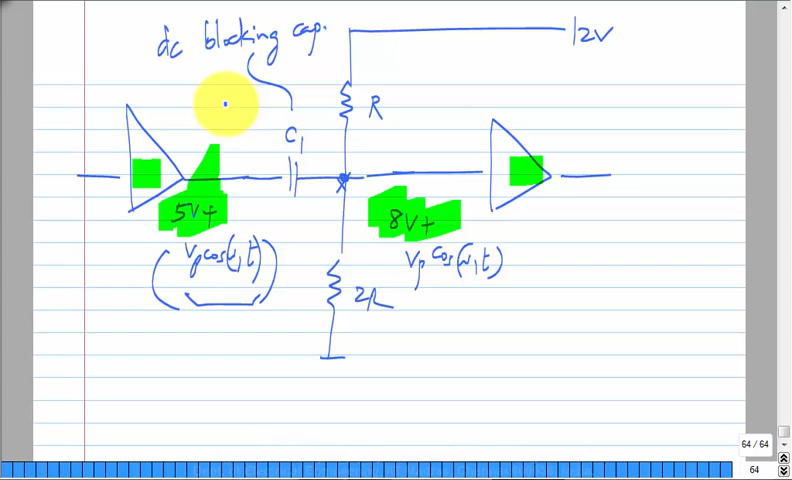 dc blocking cap.
12V
R
C1
5V+
8V+
Vp cos(ω1t)
Vp cos(ω1t)
2R
64 / 64
64